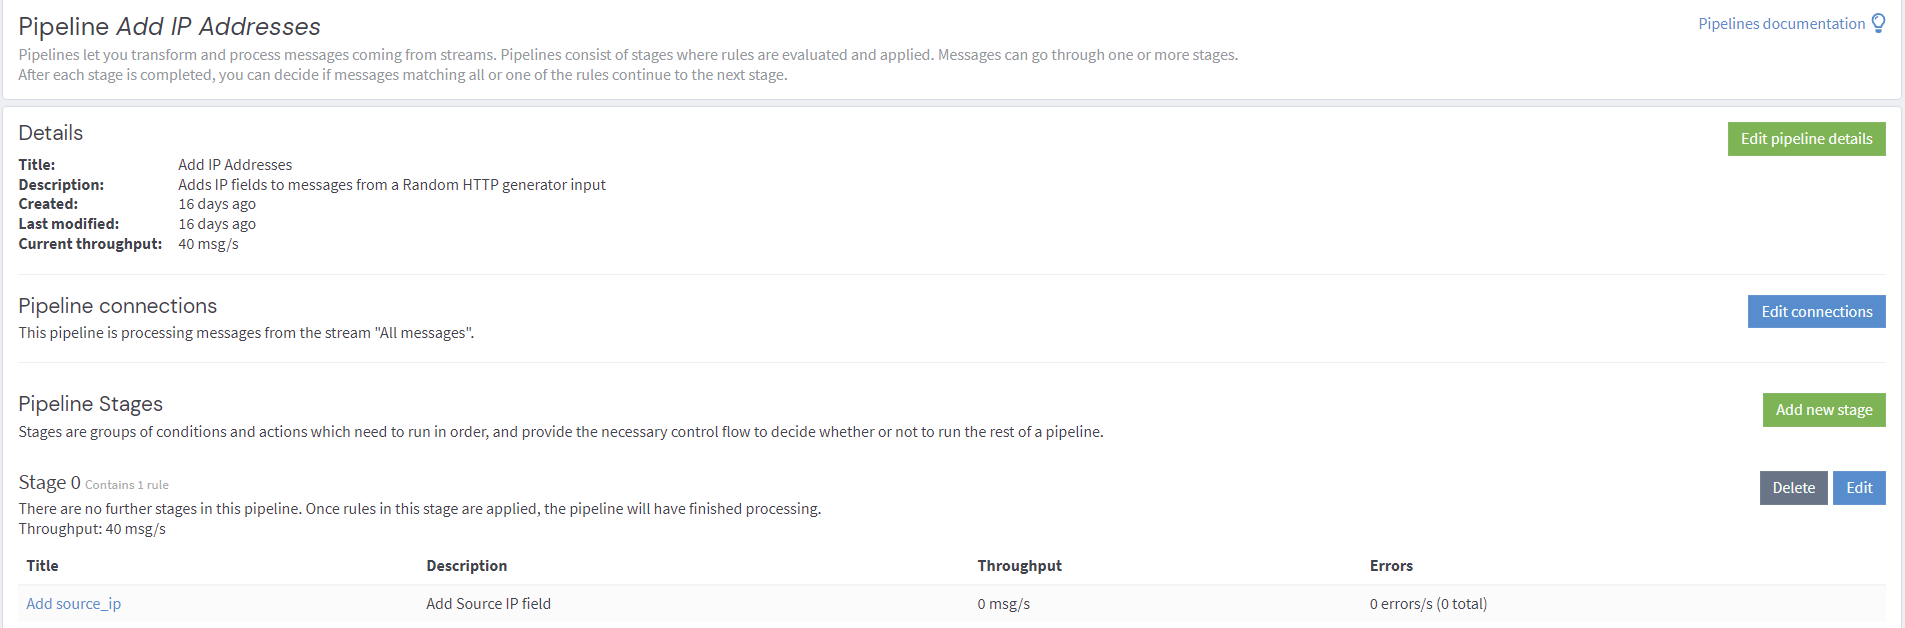 Pipeline Add IP Addresses
Pipelines documentation
Pipelines let you transform and process messages coming from streams. Pipelines consist of stages where rules are evaluated and applied. Messages can go through one or more stages.
After each stage is completed, you can decide if messages matching all or one of the rules continue to the next stage.
Details
Edit pipeline details
Title: Add IP Addresses
Description: Adds IP fields to messages from a Random HTTP generator input
Created: 16 days ago
Last modified: 16 days ago
Current throughput: 40 msg/s
Pipeline connections
Edit connections
This pipeline is processing messages from the stream "All messages".
Pipeline Stages
Add new stage
Stages are groups of conditions and actions which need to run in order, and provide the necessary control flow to decide whether or not to run the rest of a pipeline.
Stage 0 Contains 1 rule
Delete Edit
There are no further stages in this pipeline. Once rules in this stage are applied, the pipeline will have finished processing.
Throughput: 40 msg/s
Title Description Throughput Errors
Add source_ip Add Source IP field 0 msg/s 0 errors/s (0 total)